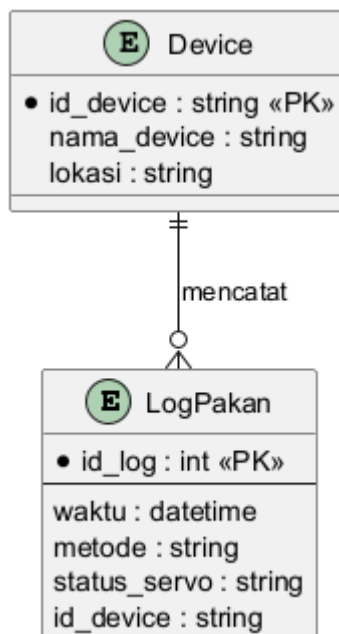 E Device
id_device : string «PK»
nama_device : string
lokasi : string
mencatat
E LogPakan
id_log : int «PK»
waktu : datetime
metode : string
status_servo : string
id_device : string